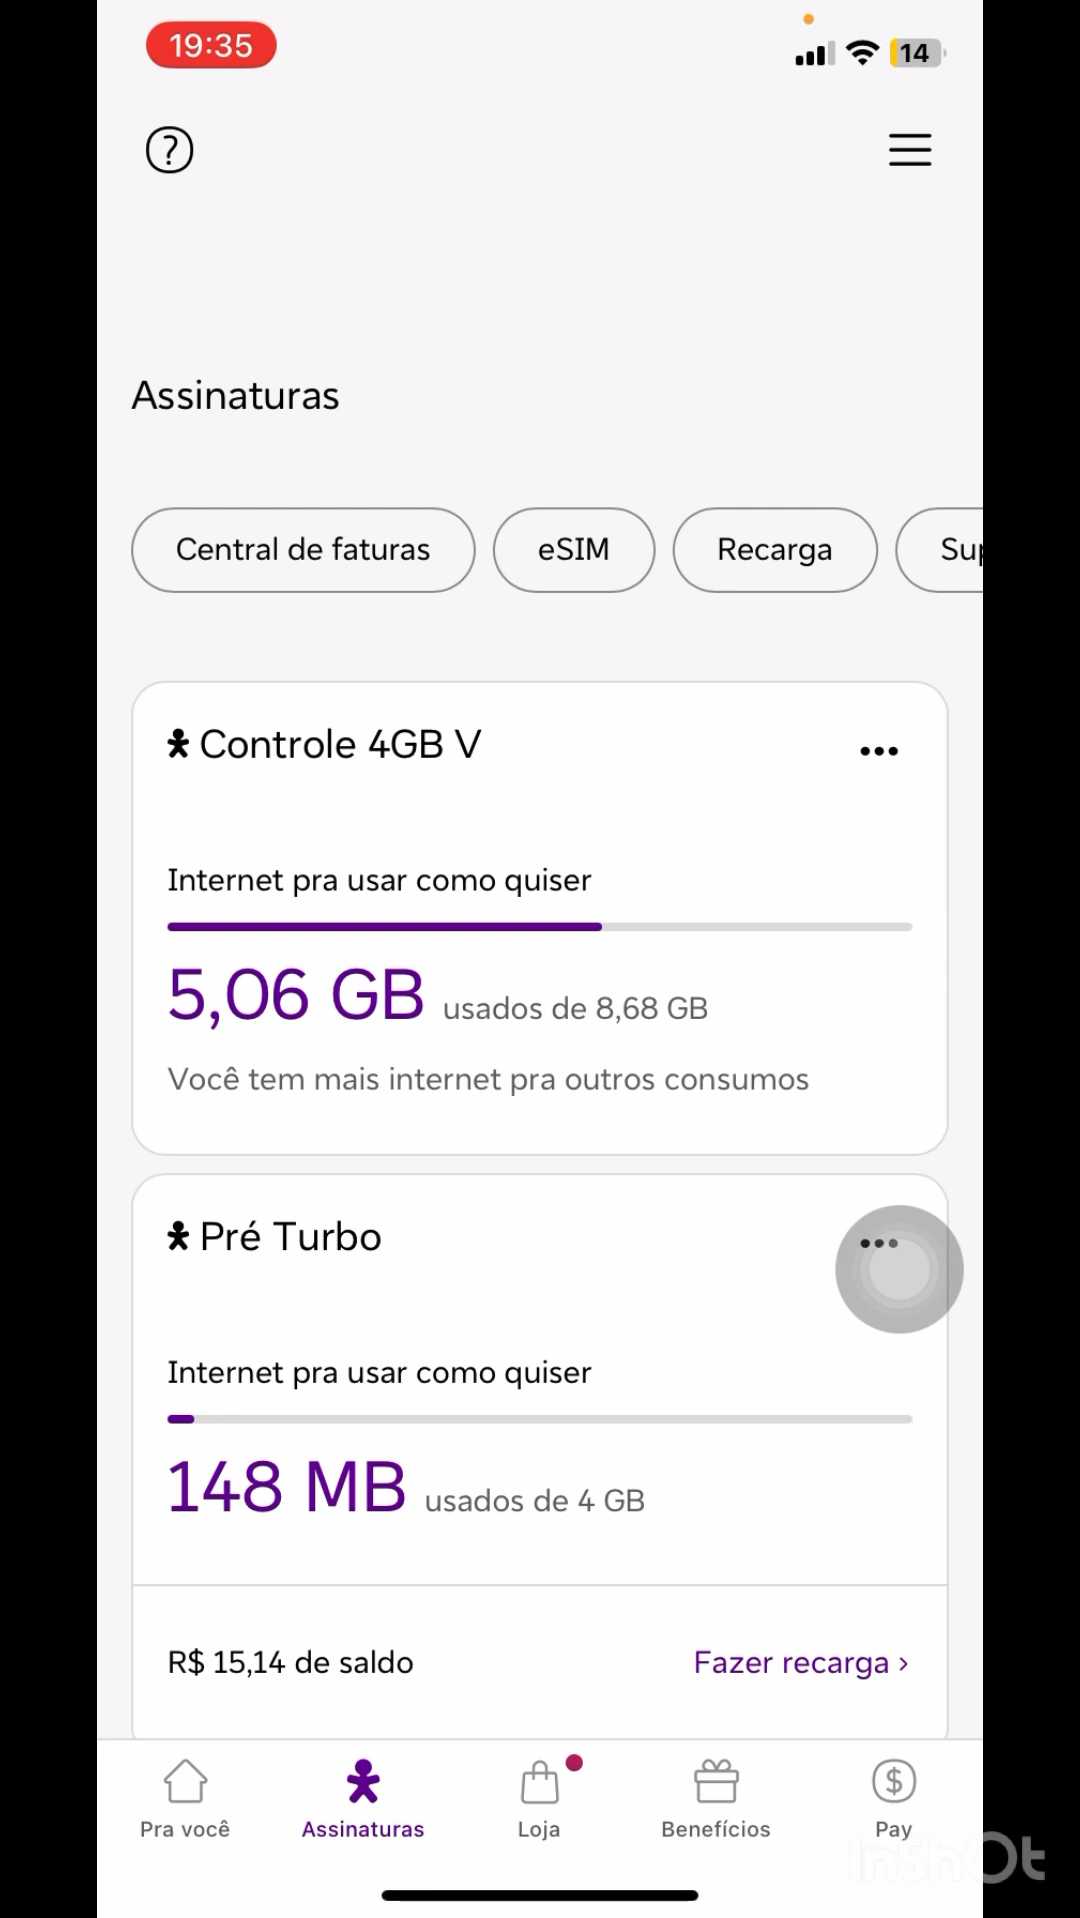 19:35
14
?
Assinaturas
Central de faturas
eSIM
Recarga
Sup
Controle 4GB V
Internet pra usar como quiser
5,06 GB usados de 8,68 GB
Você tem mais internet pra outros consumos
Pré Turbo
Internet pra usar como quiser
148 MB usados de 4 GB
R$ 15,14 de saldo
Fazer recarga ›
Pra você
Assinaturas
Loja
Benefícios
$
Pay
InShOt